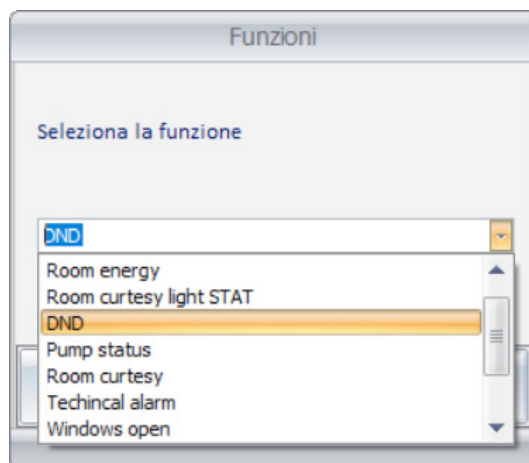 Funzioni
Seleziona la funzione
DND
Room energy
Room curtesy light STAT
DND
Pump status
Room curtesy
Techincal alarm
Windows open